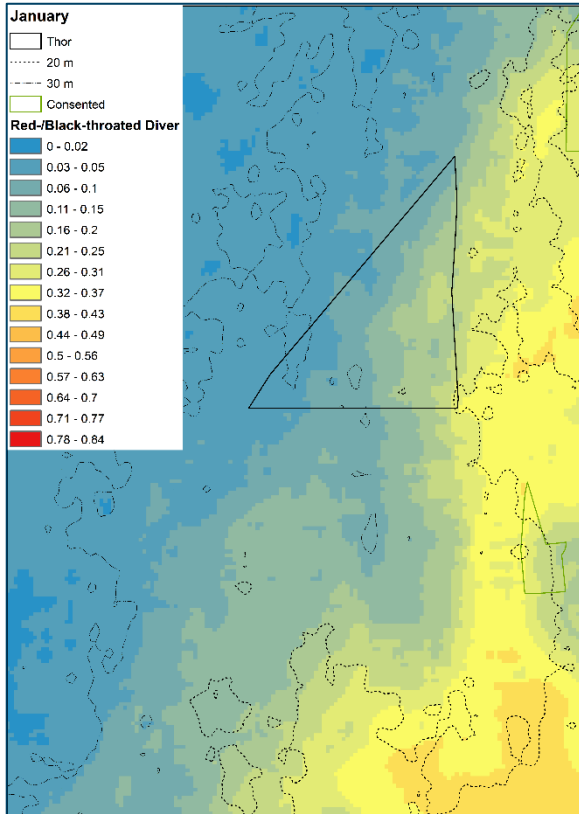 January
Thor
20 m
30 m
Consented
Red-/Black-throated Diver
0 - 0.02
0.03 - 0.05
0.06 - 0.1
0.11 - 0.15
0.16 - 0.2
0.21 - 0.25
0.26 - 0.31
0.32 - 0.37
0.38 - 0.43
0.44 - 0.49
0.5 - 0.56
0.57 - 0.63
0.64 - 0.7
0.71 - 0.77
0.78 - 0.84